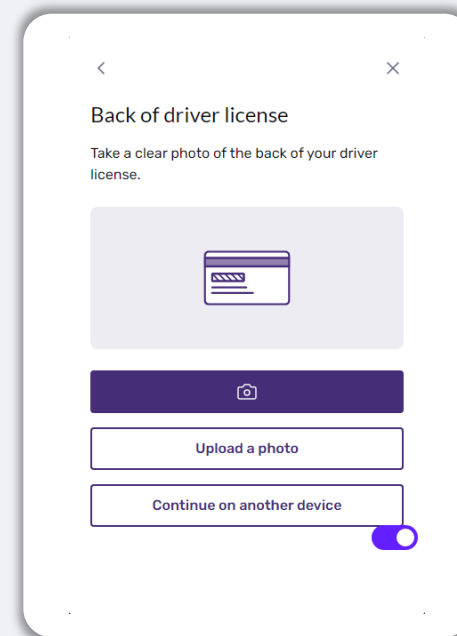 Back of driver license
Take a clear photo of the back of your driver
license.
Upload a photo
Continue on another device